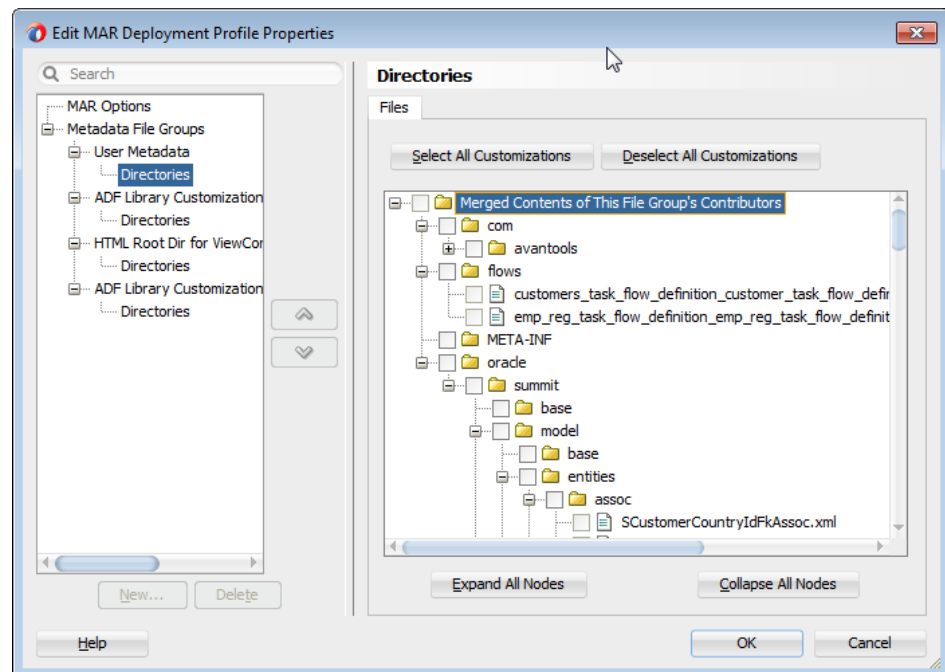 Edit MAR Deployment Profile Properties
Search
MAR Options
Metadata File Groups
User Metadata
Directories
ADF Library Customization
Directories
HTML Root Dir for ViewCor
Directories
ADF Library Customization
Directories
New...
Delete
Directories
Files
Select All Customizations
Deselect All Customizations
Merged Contents of This File Group's Contributors
com
avantools
flows
customers_task_flow_definition_customer_task_flow_defir
emp_reg_task_flow_definition_emp_reg_task_flow_definit
META-INF
oracle
summit
base
model
base
entities
assoc
SCustomerCountryIdFkAssoc.xml
Expand All Nodes
Collapse All Nodes
Help
OK
Cancel